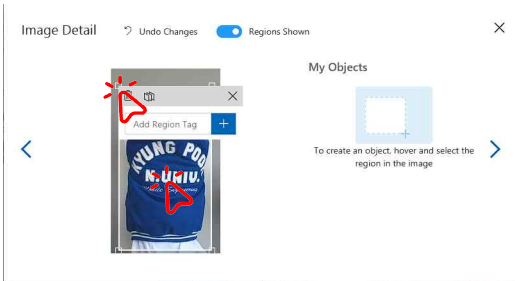 Image Detail
Undo Changes
Regions Shown
My Objects
Add Region Tag
To create an object, hover and select the
region in the image
KYUNG POO
N.UNIV.